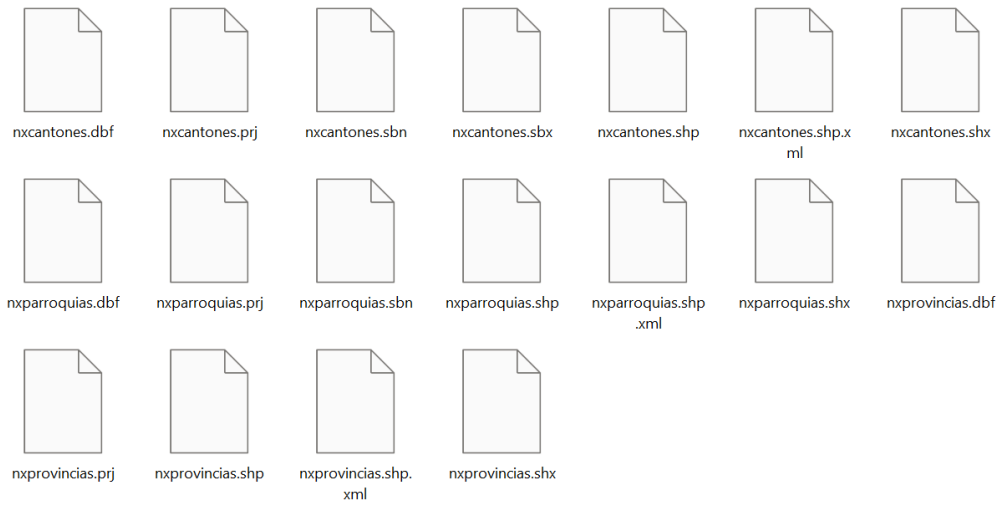 nxcantones.dbf
nxcantones.prj
nxcantones.sbn
nxcantones.sbx
nxcantones.shp
nxcantones.shp.x
ml
nxcantones.shx
nxparroquias.dbf
nxparroquias.prj
nxparroquias.sbn
nxparroquias.shp
nxparroquias.shp
.xml
nxparroquias.shx
nxprovincias.dbf
nxprovincias.prj
nxprovincias.shp
nxprovincias.shp.
xml
nxprovincias.shx